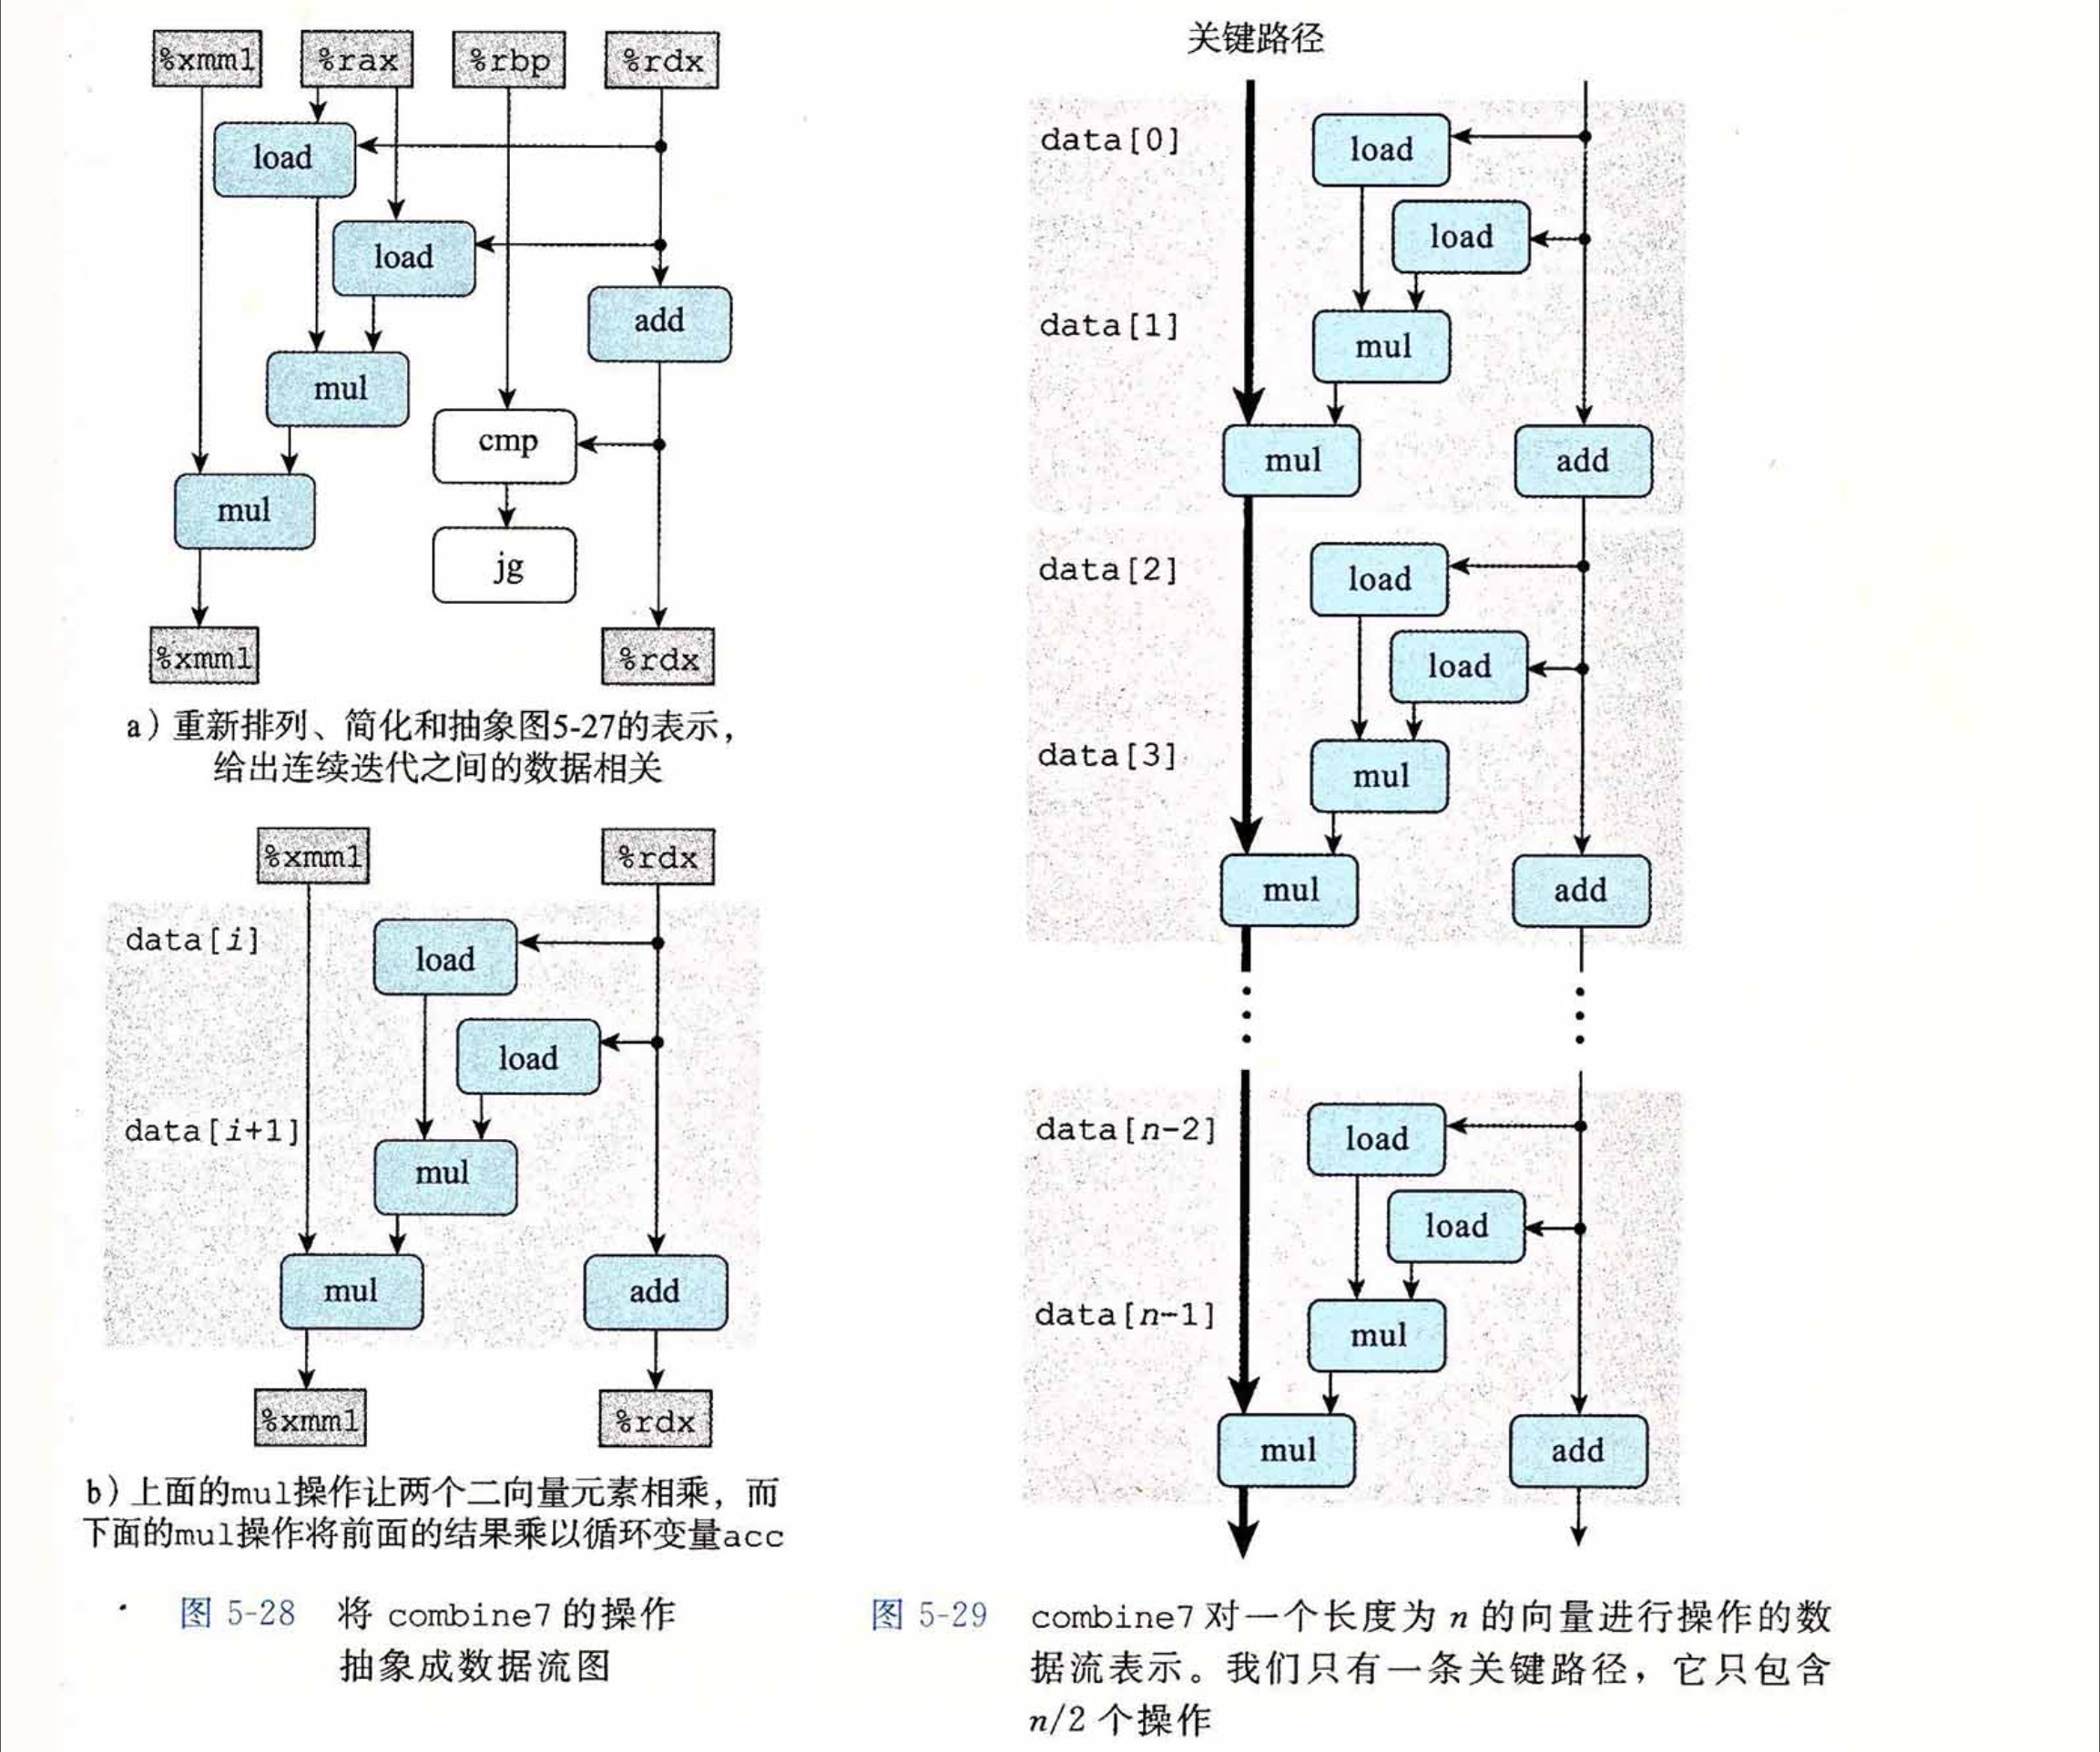 %xmm1 %rax %rbp %rdx
load
load
add
mul
cmp
mul
jg
%xmm1 %rdx
a）重新排列、简化和抽象图5-27的表示，
给出连续迭代之间的数据相关
%xmm1 %rdx
data[i] load
load
data[i+1]
mul
mul add
%xmm1 %rdx
b）上面的mul操作让两个二向量元素相乘，而
下面的mul操作将前面的结果乘以循环变量acc
图 5-28 将 combine7 的操作
抽象成数据流图
关键路径
data[0] load
load
data[1]
mul
mul add
data[2] load
load
data[3]
mul
mul add
data[n-2] load
load
data[n-1]
mul
mul add
图 5-29 combine7 对一个长度为 n 的向量进行操作的数
据流表示。我们只有一条关键路径，它只包含
n/2 个操作